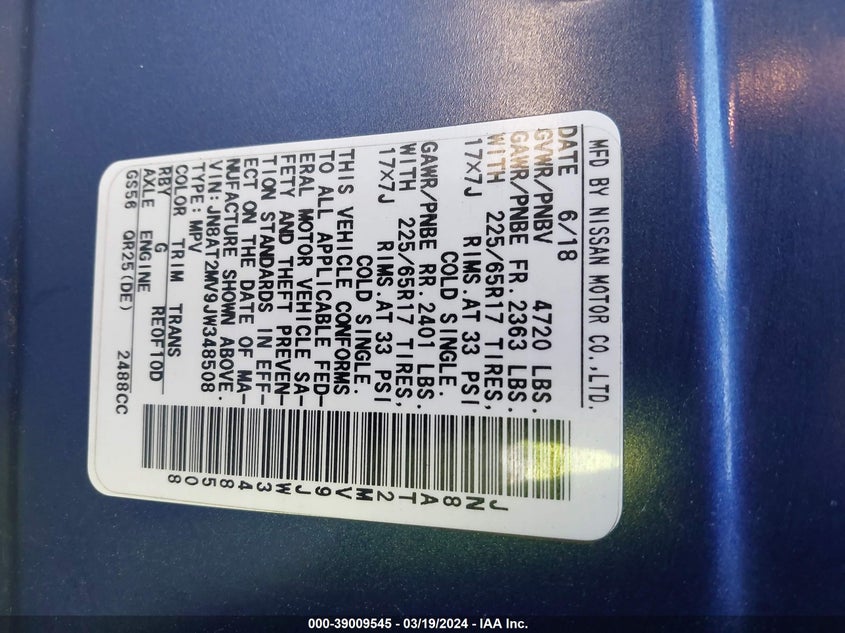 MFD BY NISSAN MOTOR CO.,LTD.
DATE 6/18
GVWR/PNBV 4720 LBS.
GAWR/PNBE FR. 2363 LBS.
WITH 225/65R17 TIRES,
17X7J RIMS.AT 33 PSI
COLD SINGLE.
GAWR/PNBE RR. 2401 LBS.
WITH 225/65R17 TIRES,
17X7J RIMS.AT 33 PSI
COLD SINGLE.
THIS VEHICLE CONFORMS
TO ALL APPLICABLE FED-
ERAL MOTOR VEHICLE SA-
FETY AND THEFT PREVEN-
TION STANDARDS IN EFF-
ECT ON THE DATE OF MA-
NUFACTURE SHOWN ABOVE.
VIN:JN8AT2MV9JW348508
TYPE:MPV
COLOR TRIM TRANS
RBY G REOF10D
AXLE ENGINE
GS56 QR25(DE) 2488CC
JN8AT2MV9JW348508
000-39009545 - 03/19/2024 - IAA Inc.